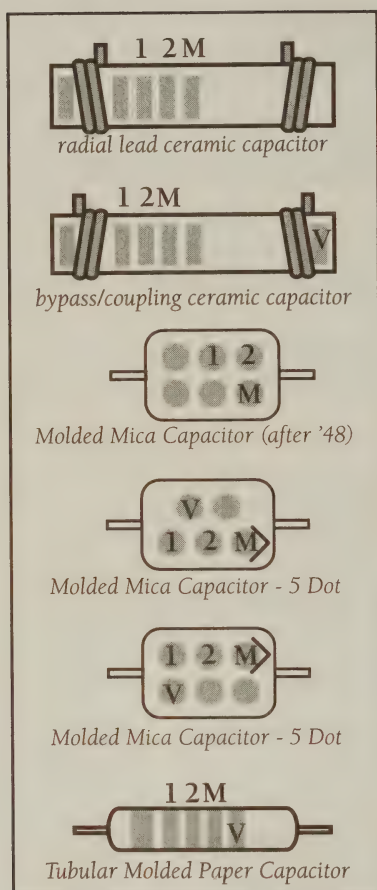 1 2 M
radial lead ceramic capacitor
1 2M
V
bypass/coupling ceramic capacitor
1 2
M
Molded Mica Capacitor (after '48)
V
1 2 M
Molded Mica Capacitor - 5 Dot
1 2 M
V
Molded Mica Capacitor - 5 Dot
1 2M
V
Tubular Molded Paper Capacitor